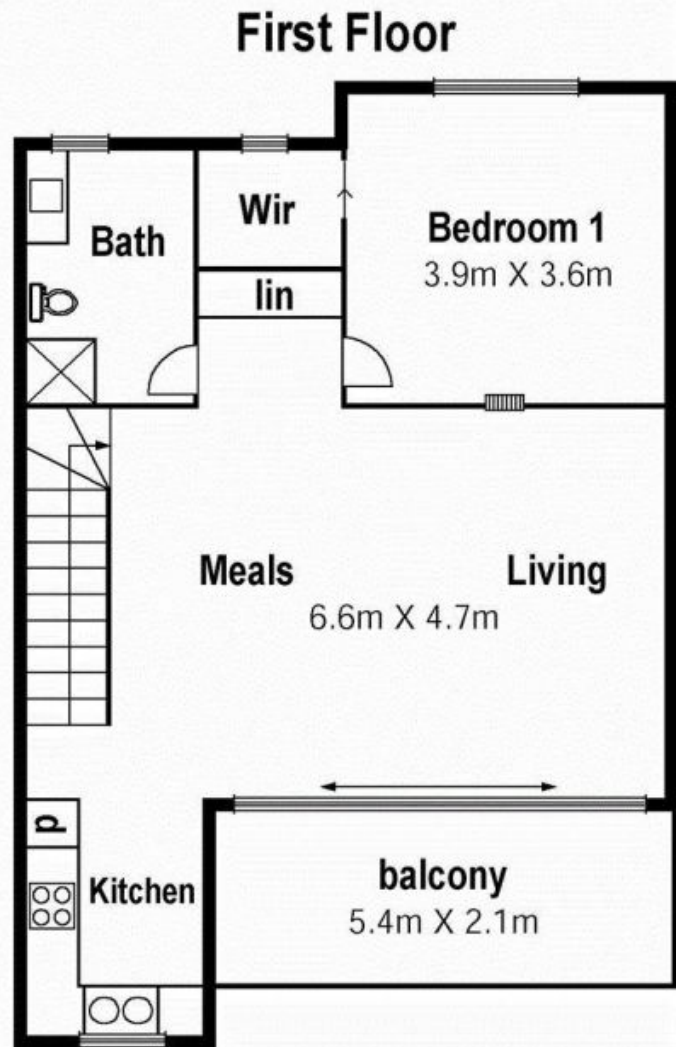 First Floor
Wir
Bath
Bedroom 1
3.9m X 3.6m
lin
Meals
Living
6.6m X 4.7m
p
Kitchen
balcony
5.4m X 2.1m